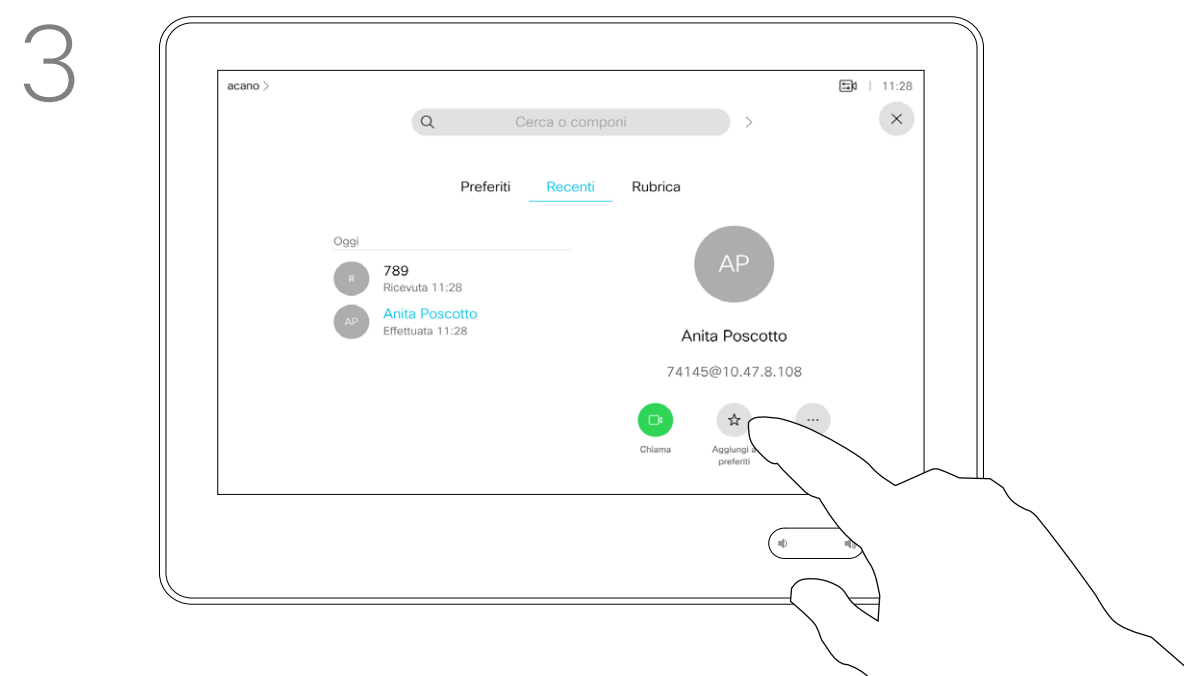 3
acano >
11:28
Cerca o componi
Preferiti Recenti Rubrica
Oggi
#
789
Ricevuta 11:28
AP
Anita Poscotto
Effettuata 11:28
AP
Anita Poscotto
74145@10.47.8.108
Chiama
Aggiungi
preferiti